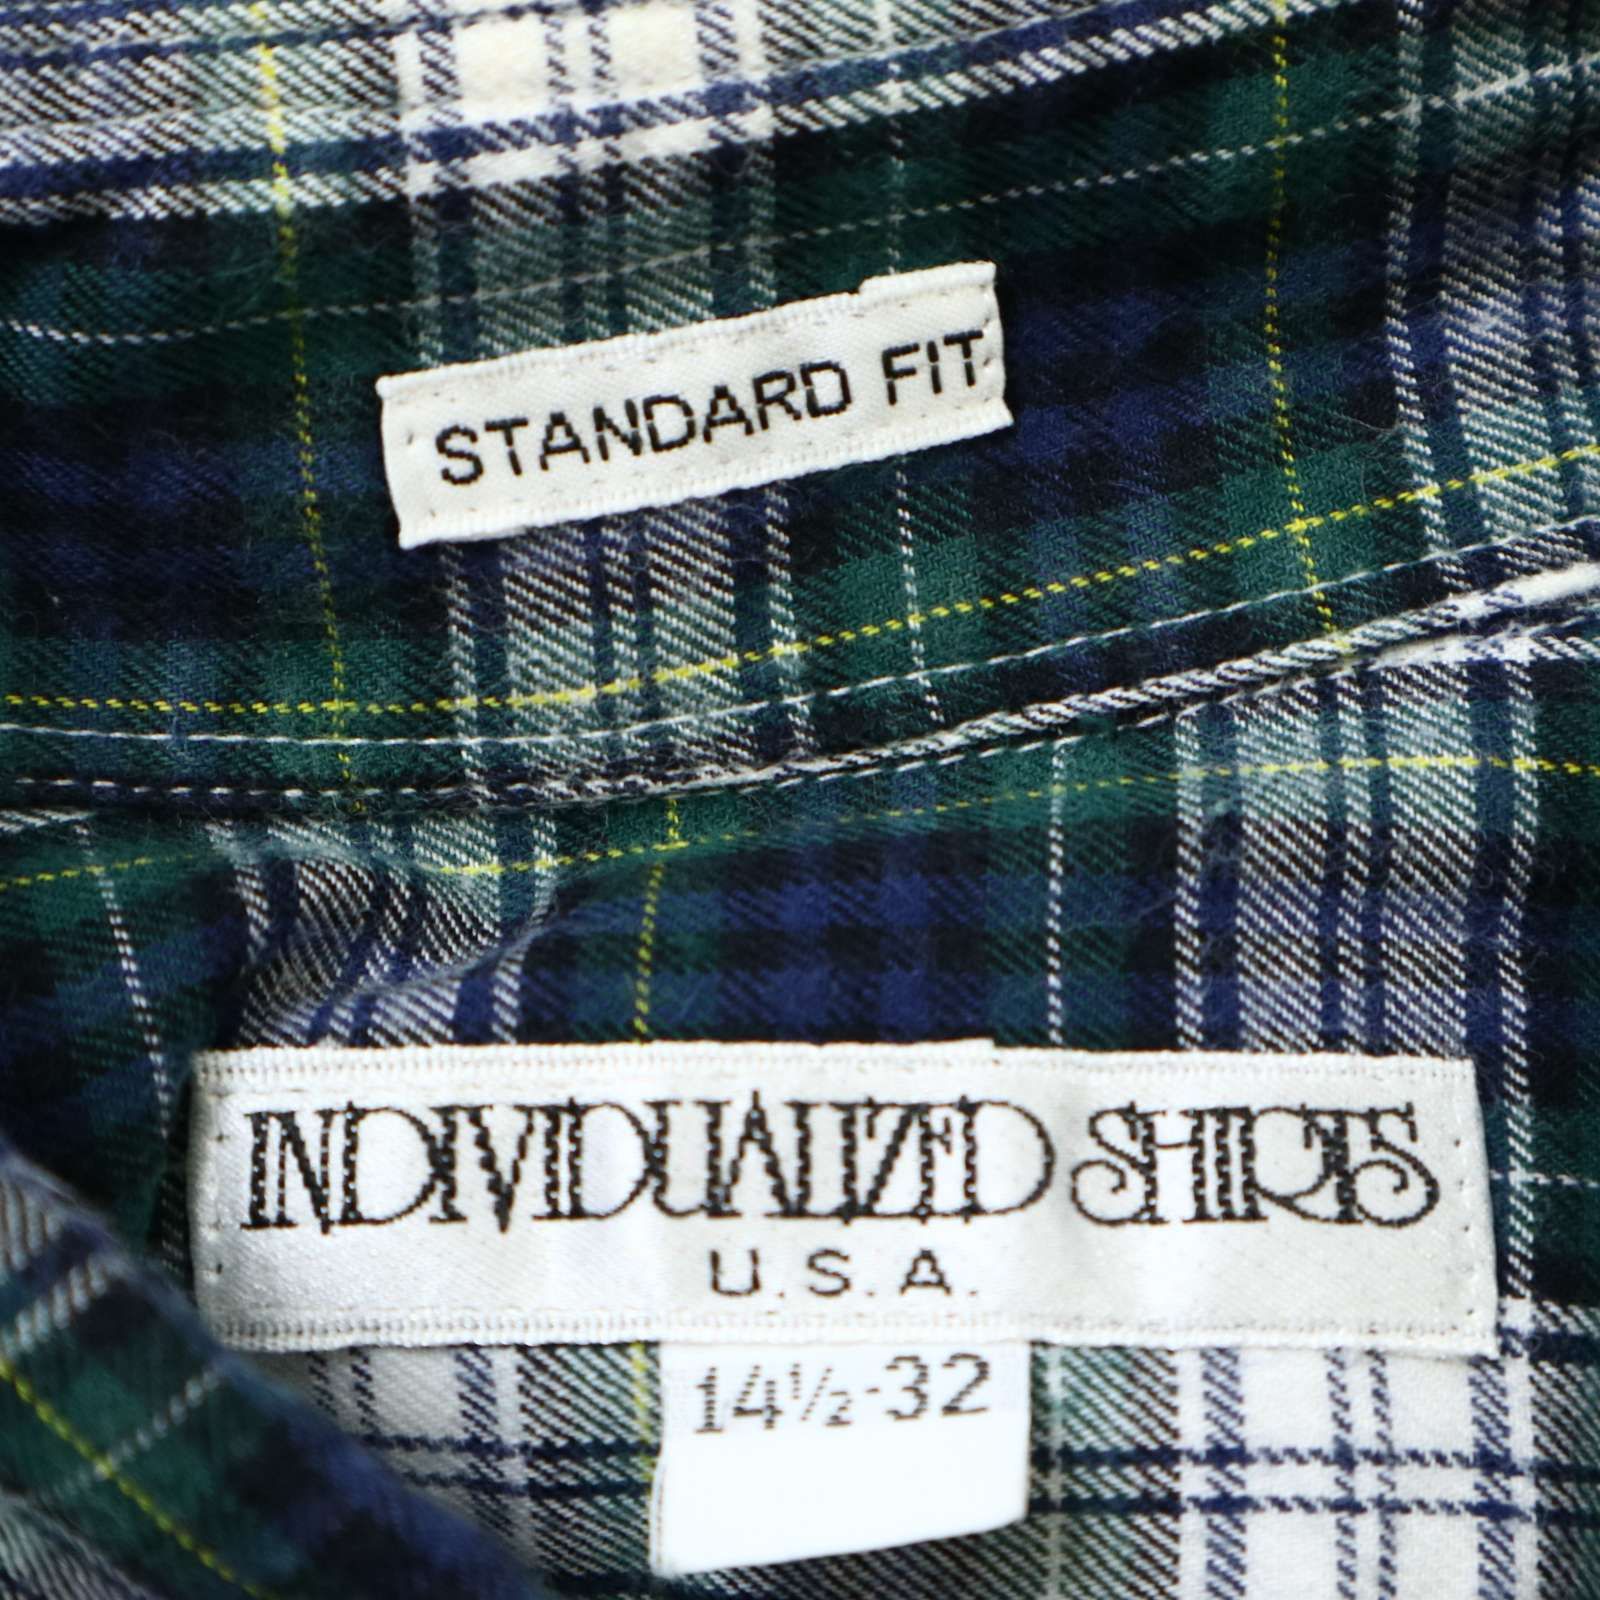 STANDARD FIT
INDIVIDUALIZED SHIRTS
U.S.A.
14½-32